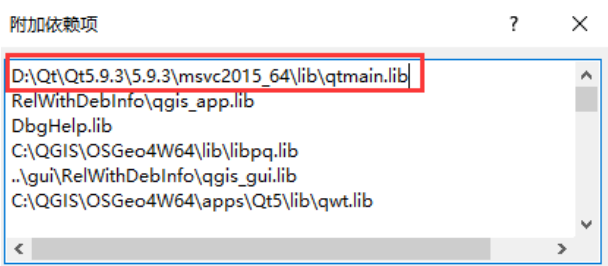 附加依赖项
D:\Qt\Qt5.9.3\5.9.3\msvc2015_64\lib\qtmain.lib
RelWithDebInfo\qgis_app.lib
DbgHelp.lib
C:\QGIS\OSGeo4W64\lib\libpq.lib
..\gui\RelWithDebInfo\qgis_gui.lib
C:\QGIS\OSGeo4W64\apps\Qt5\lib\qwt.lib